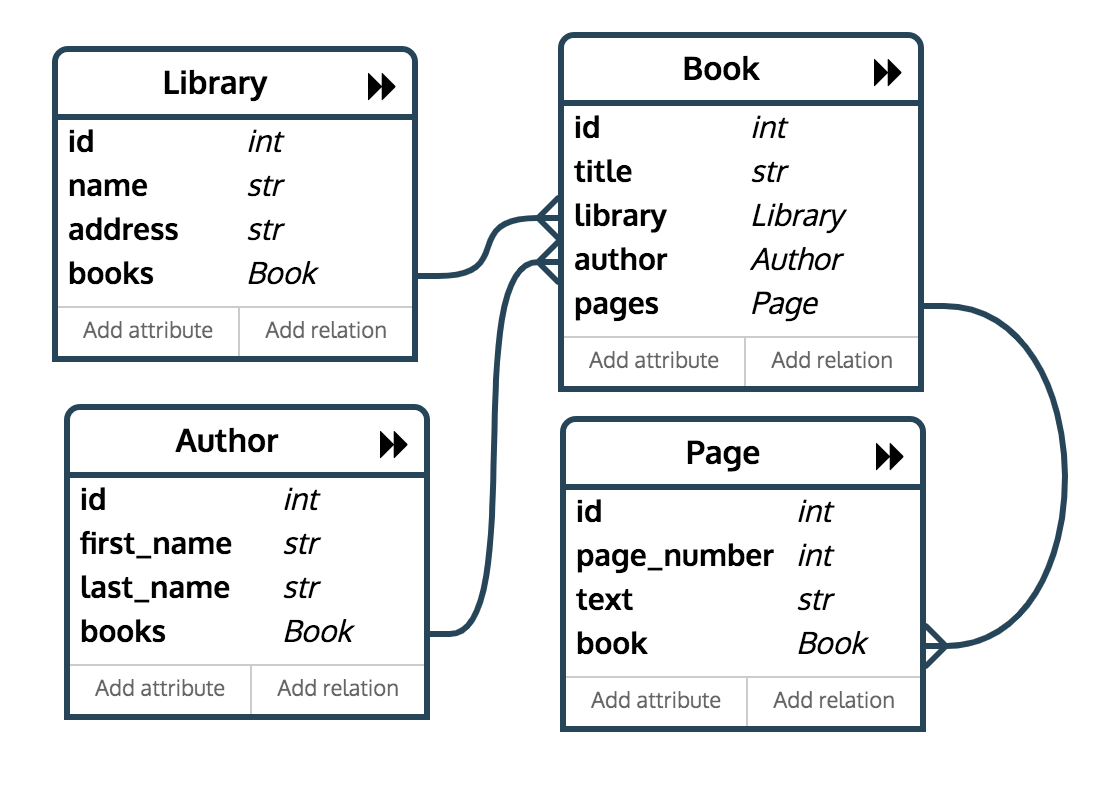 Library
id int
name str
address str
books Book
Add attribute Add relation
Book
id int
title str
library Library
author Author
pages Page
Add attribute Add relation
Author
id int
first_name str
last_name str
books Book
Add attribute Add relation
Page
id int
page_number int
text str
book Book
Add attribute Add relation